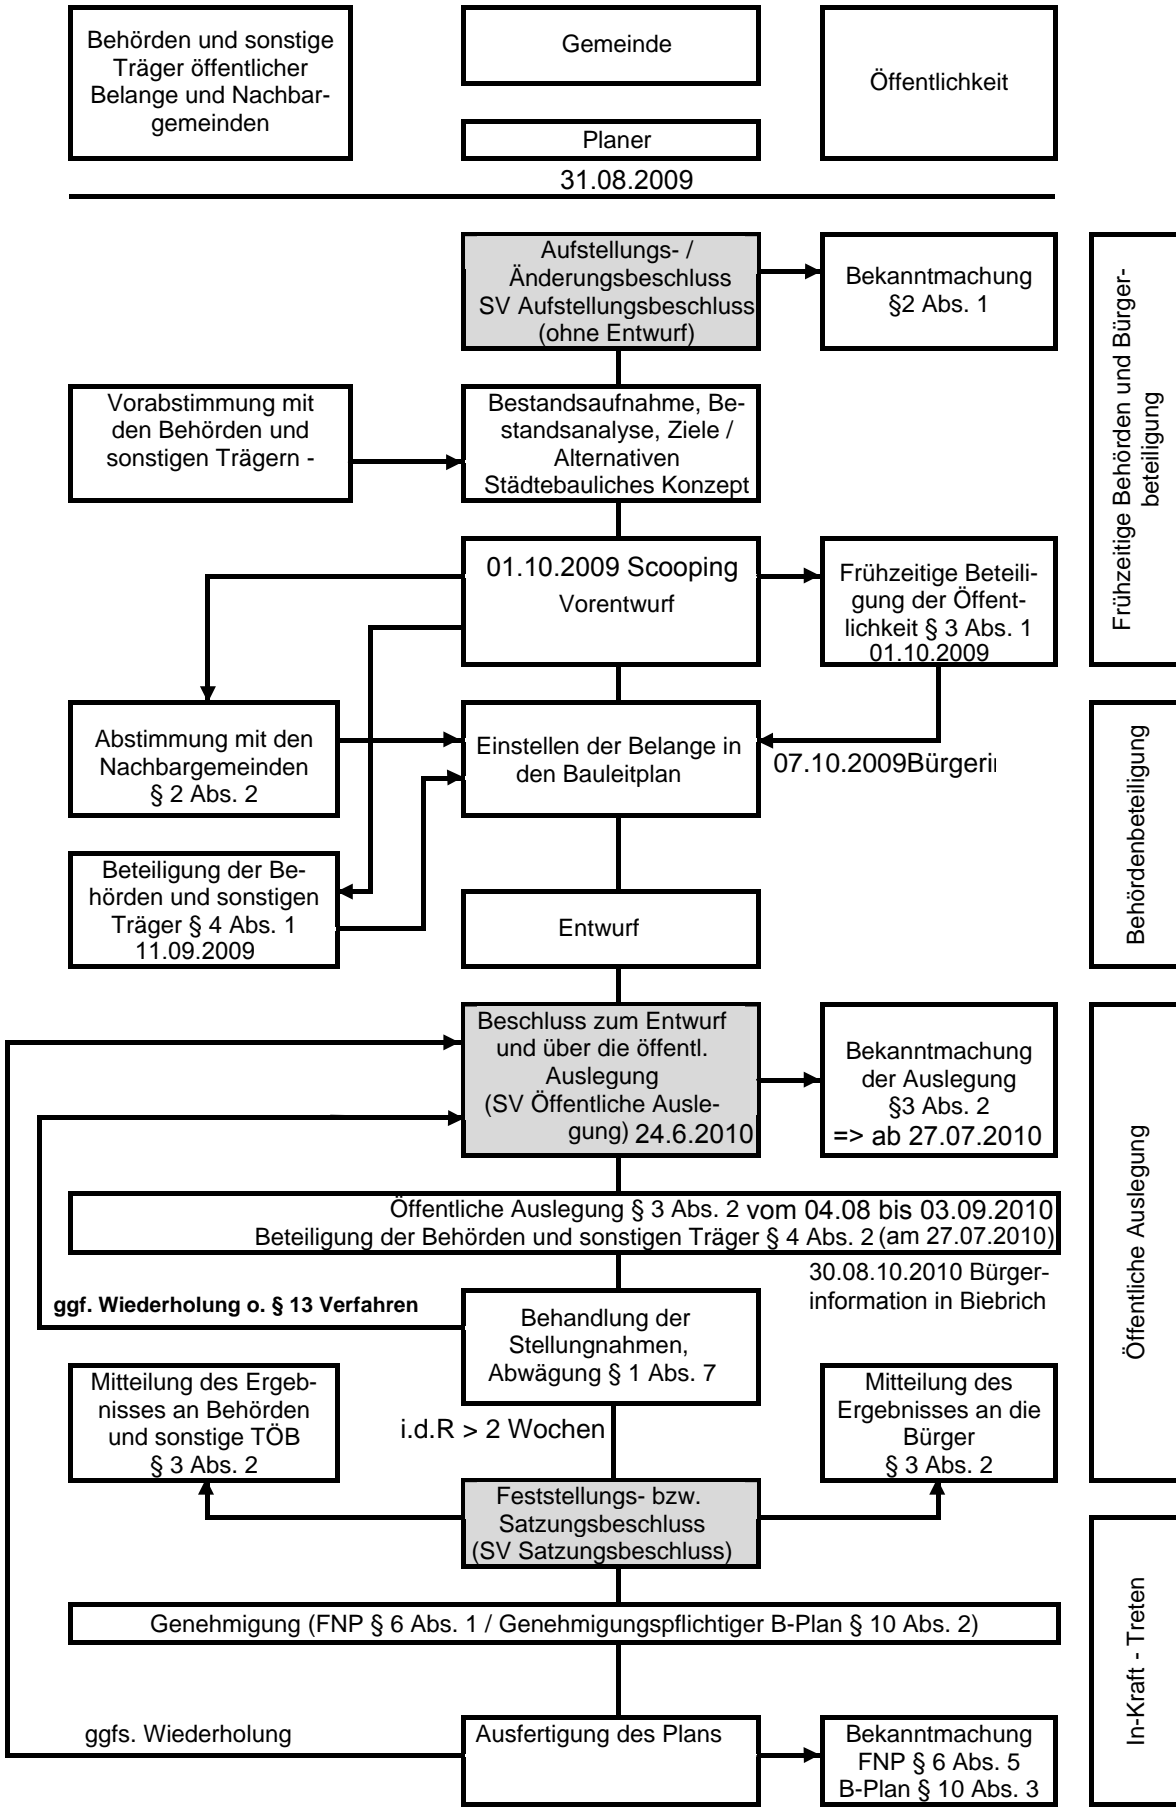 Behörden und sonstige
Träger öffentlicher
Belange und Nachbar-
gemeinden
Gemeinde
Planer
Öffentlichkeit
31.08.2009
Aufstellungs- /
Änderungsbeschluss
SV Aufstellungsbeschluss
(ohne Entwurf)
Bekanntmachung
§2 Abs. 1
Frühzeitige Behörden und Bürger-
beteiligung
Vorabstimmung mit
den Behörden und
sonstigen Trägern -
Bestandsaufnahme, Be-
standsanalyse, Ziele /
Alternativen
Städtebauliches Konzept
01.10.2009 Scooping
Vorentwurf
Frühzeitige Beteili-
gung der Öffent-
lichkeit § 3 Abs. 1
01.10.2009
Abstimmung mit den
Nachbargemeinden
§ 2 Abs. 2
Einstellen der Belange in
den Bauleitplan
07.10.2009Bürgeri
Behördenbeteiligung
Beteiligung der Be-
hörden und sonstigen
Träger § 4 Abs. 1
11.09.2009
Entwurf
Beschluss zum Entwurf
und über die öffentl.
Auslegung
(SV Öffentliche Ausle-
gung) 24.6.2010
Bekanntmachung
der Auslegung
§3 Abs. 2
=> ab 27.07.2010
Öffentliche Auslegung
Öffentliche Auslegung § 3 Abs. 2 vom 04.08 bis 03.09.2010
Beteiligung der Behörden und sonstigen Träger § 4 Abs. 2 (am 27.07.2010)
30.08.10.2010 Bürger-
information in Biebrich
ggf. Wiederholung o. § 13 Verfahren
Behandlung der
Stellungnahmen,
Abwägung § 1 Abs. 7
Mitteilung des Ergeb-
nisses an Behörden
und sonstige TÖB
§ 3 Abs. 2
i.d.R > 2 Wochen
Mitteilung des
Ergebnisses an die
Bürger
§ 3 Abs. 2
Feststellungs- bzw.
Satzungsbeschluss
(SV Satzungsbeschluss)
In-Kraft - Treten
Genehmigung (FNP § 6 Abs. 1 / Genehmigungspflichtiger B-Plan § 10 Abs. 2)
ggfs. Wiederholung
Ausfertigung des Plans
Bekanntmachung
FNP § 6 Abs. 5
B-Plan § 10 Abs. 3